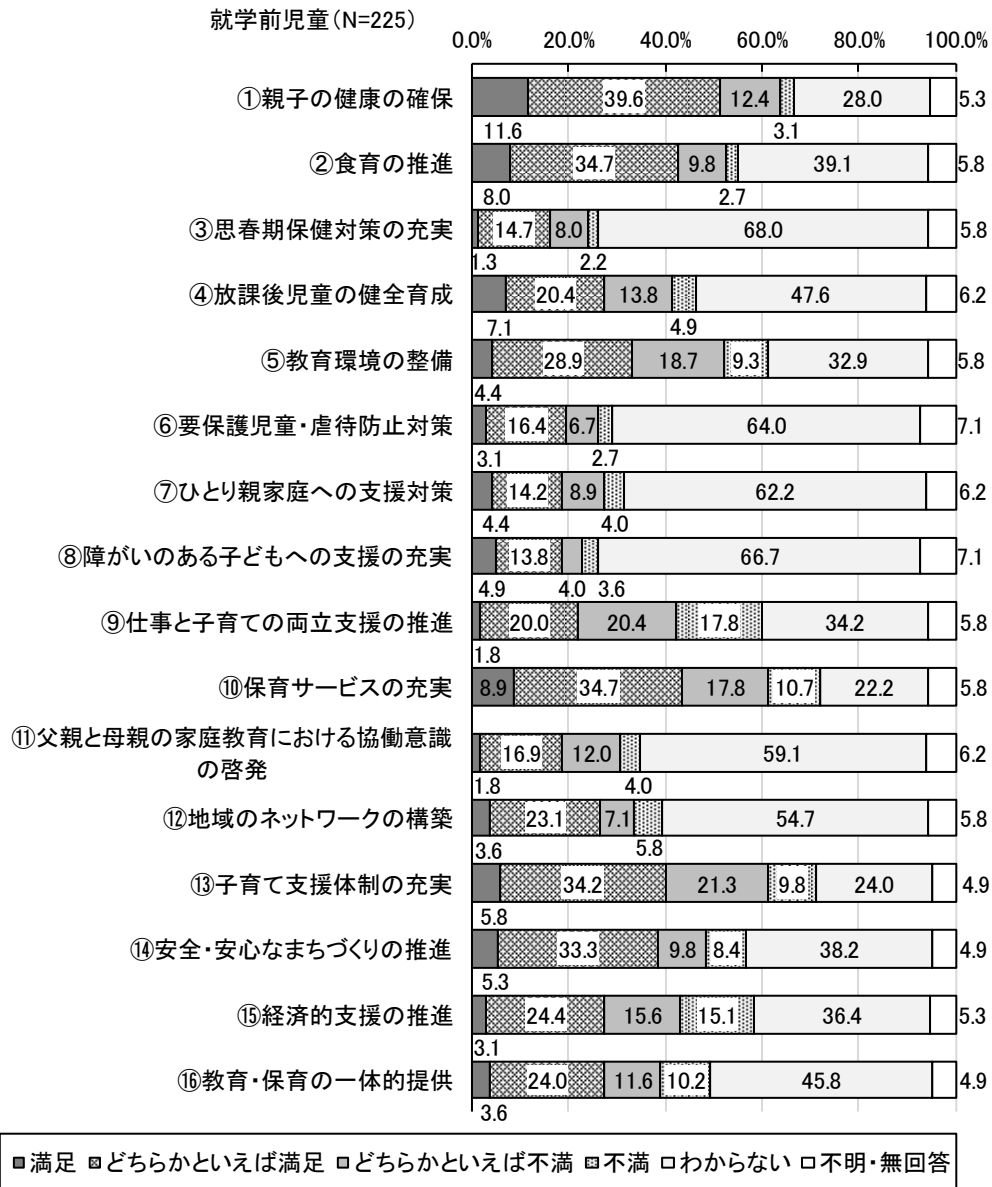 就学前児童(N=225)
0.0% 20.0% 40.0% 60.0% 80.0% 100.0%
①親子の健康の確保 39.6 12.4 28.0 5.3
11.6 3.1
②食育の推進 34.7 9.8 39.1 5.8
8.0 2.7
③思春期保健対策の充実 14.7 8.0 68.0 5.8
1.3 2.2
④放課後児童の健全育成 20.4 13.8 47.6 6.2
7.1 4.9
⑤教育環境の整備 28.9 18.7 9.3 32.9 5.8
4.4
⑥要保護児童・虐待防止対策 16.4 6.7 64.0 7.1
3.1 2.7
⑦ひとり親家庭への支援対策 14.2 8.9 62.2 6.2
4.4 4.0
⑧障がいのある子どもへの支援の充実 13.8 66.7 7.1
4.9 4.0 3.6
⑨仕事と子育ての両立支援の推進 20.0 20.4 17.8 34.2 5.8
1.8
⑩保育サービスの充実 8.9 34.7 17.8 10.7 22.2 5.8
⑪父親と母親の家庭教育における協働意識
の啓発 16.9 12.0 59.1 6.2
1.8 4.0
⑫地域のネットワークの構築 23.1 7.1 54.7 5.8
3.6 5.8
⑬子育て支援体制の充実 34.2 21.3 9.8 24.0 4.9
5.8
⑭安全・安心なまちづくりの推進 33.3 9.8 8.4 38.2 4.9
5.3
⑮経済的支援の推進 24.4 15.6 15.1 36.4 5.3
3.1
⑯教育・保育の一体的提供 24.0 11.6 10.2 45.8 4.9
3.6
満足 どちらかといえば満足 どちらかといえば不満 不満 わからない 不明・無回答